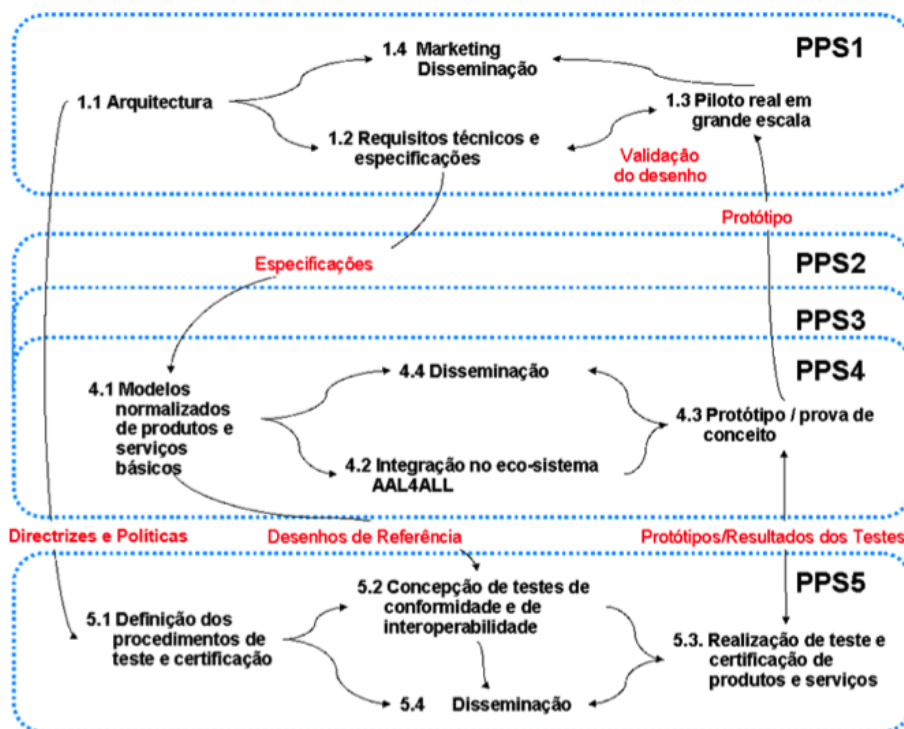 PPS1
1.4 Marketing
Disseminação
1.1 Arquitectura
1.3 Piloto real em
grande escala
1.2 Requisitos técnicos e
especificações
Validação
do desenho
Protótipo
PPS2
Especificações
PPS3
PPS4
4.4 Disseminação
4.1 Modelos
normalizados
de produtos e
serviços
básicos
4.3 Protótipo / prova de
conceito
4.2 Integração no eco-sistema
AAL4ALL
Directrizes e Políticas
Desenhos de Referência
Protótipos/Resultados dos Testes
PPS5
5.2 Concepção de testes de
conformidade e de
interoperabilidade
5.1 Definição dos
procedimentos de
teste e certificação
5.3. Realização de teste e
certificação de
produtos e serviços
5.4 Disseminação